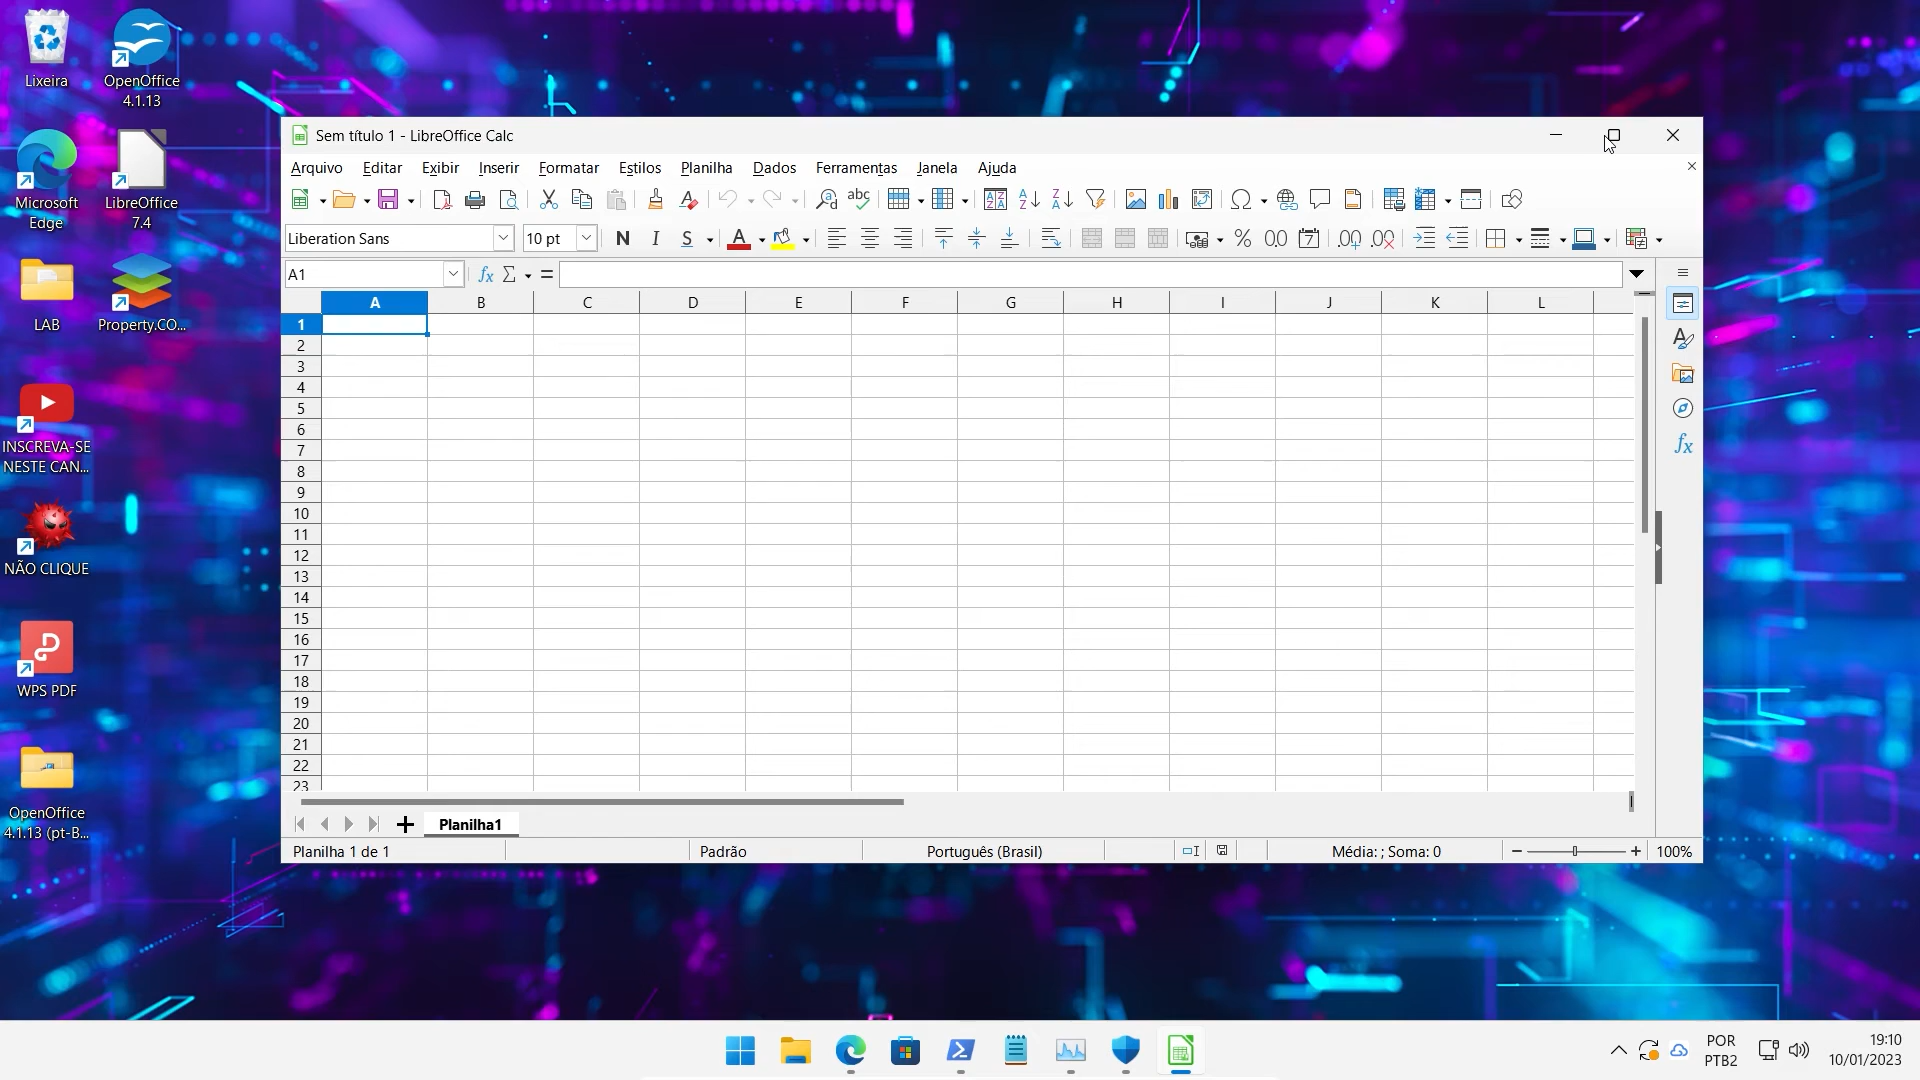 Lixeira
OpenOffice
4.1.13
Microsoft
Edge
LibreOffice
7.4
LAB
Property.CO...
INSCREVA-SE
NESTE CAN...
NÃO CLIQUE
WPS PDF
OpenOffice
4.1.13 (pt-B...
Sem título 1 - LibreOffice Calc
Arquivo Editar Exibir Inserir Formatar Estilos Planilha Dados Ferramentas Janela Ajuda
Liberation Sans 10 pt N I S
A1
A B C D E F G H I J K L
1
2
3
4
5
6
7
8
9
10
11
12
13
14
15
16
17
18
19
20
21
22
23
Planilha1
Planilha 1 de 1 Padrão Português (Brasil) Média: ; Soma: 0 100%
POR
PTB2
19:10
10/01/2023